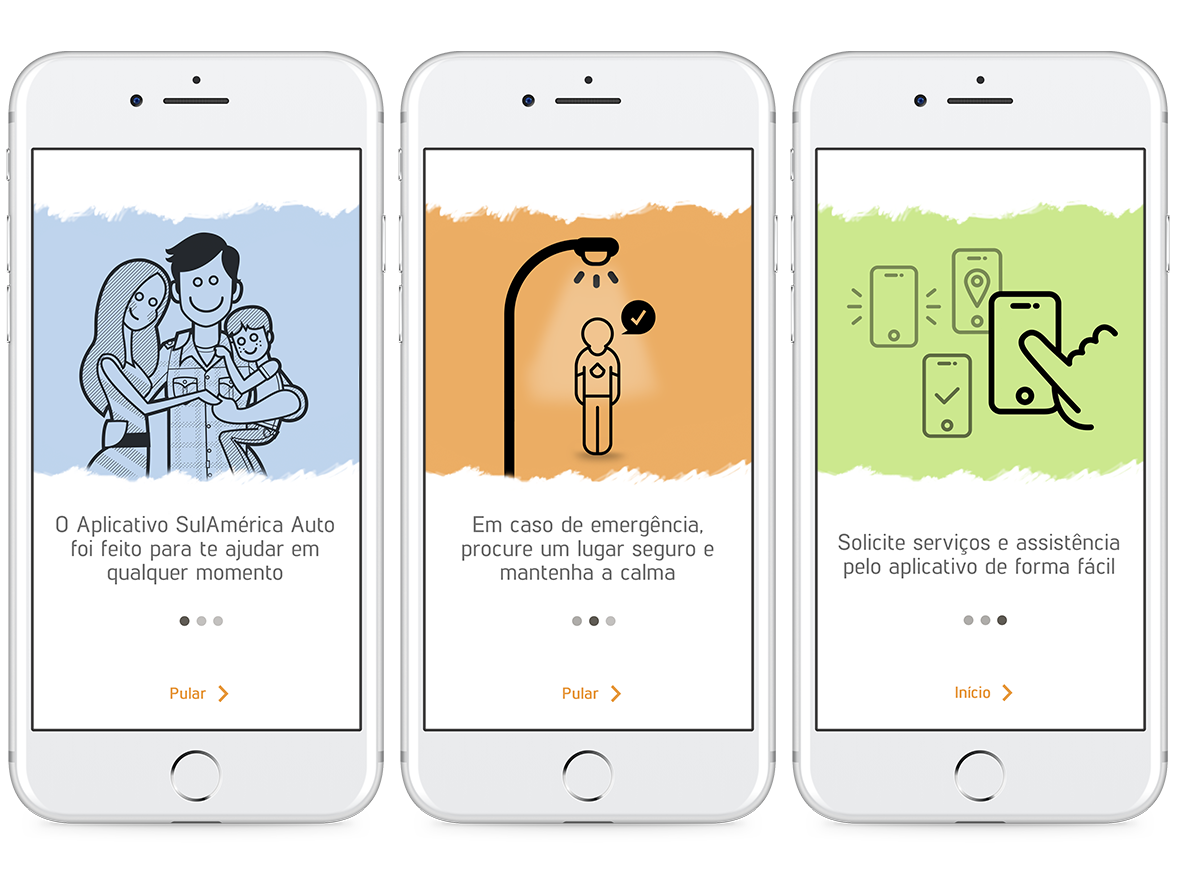 O Aplicativo SulAmérica Auto
foi feito para te ajudar em
qualquer momento
Pular
Em caso de emergência,
procure um lugar seguro e
mantenha a calma
Pular
Solicite serviços e assistência
pelo aplicativo de forma fácil
Início